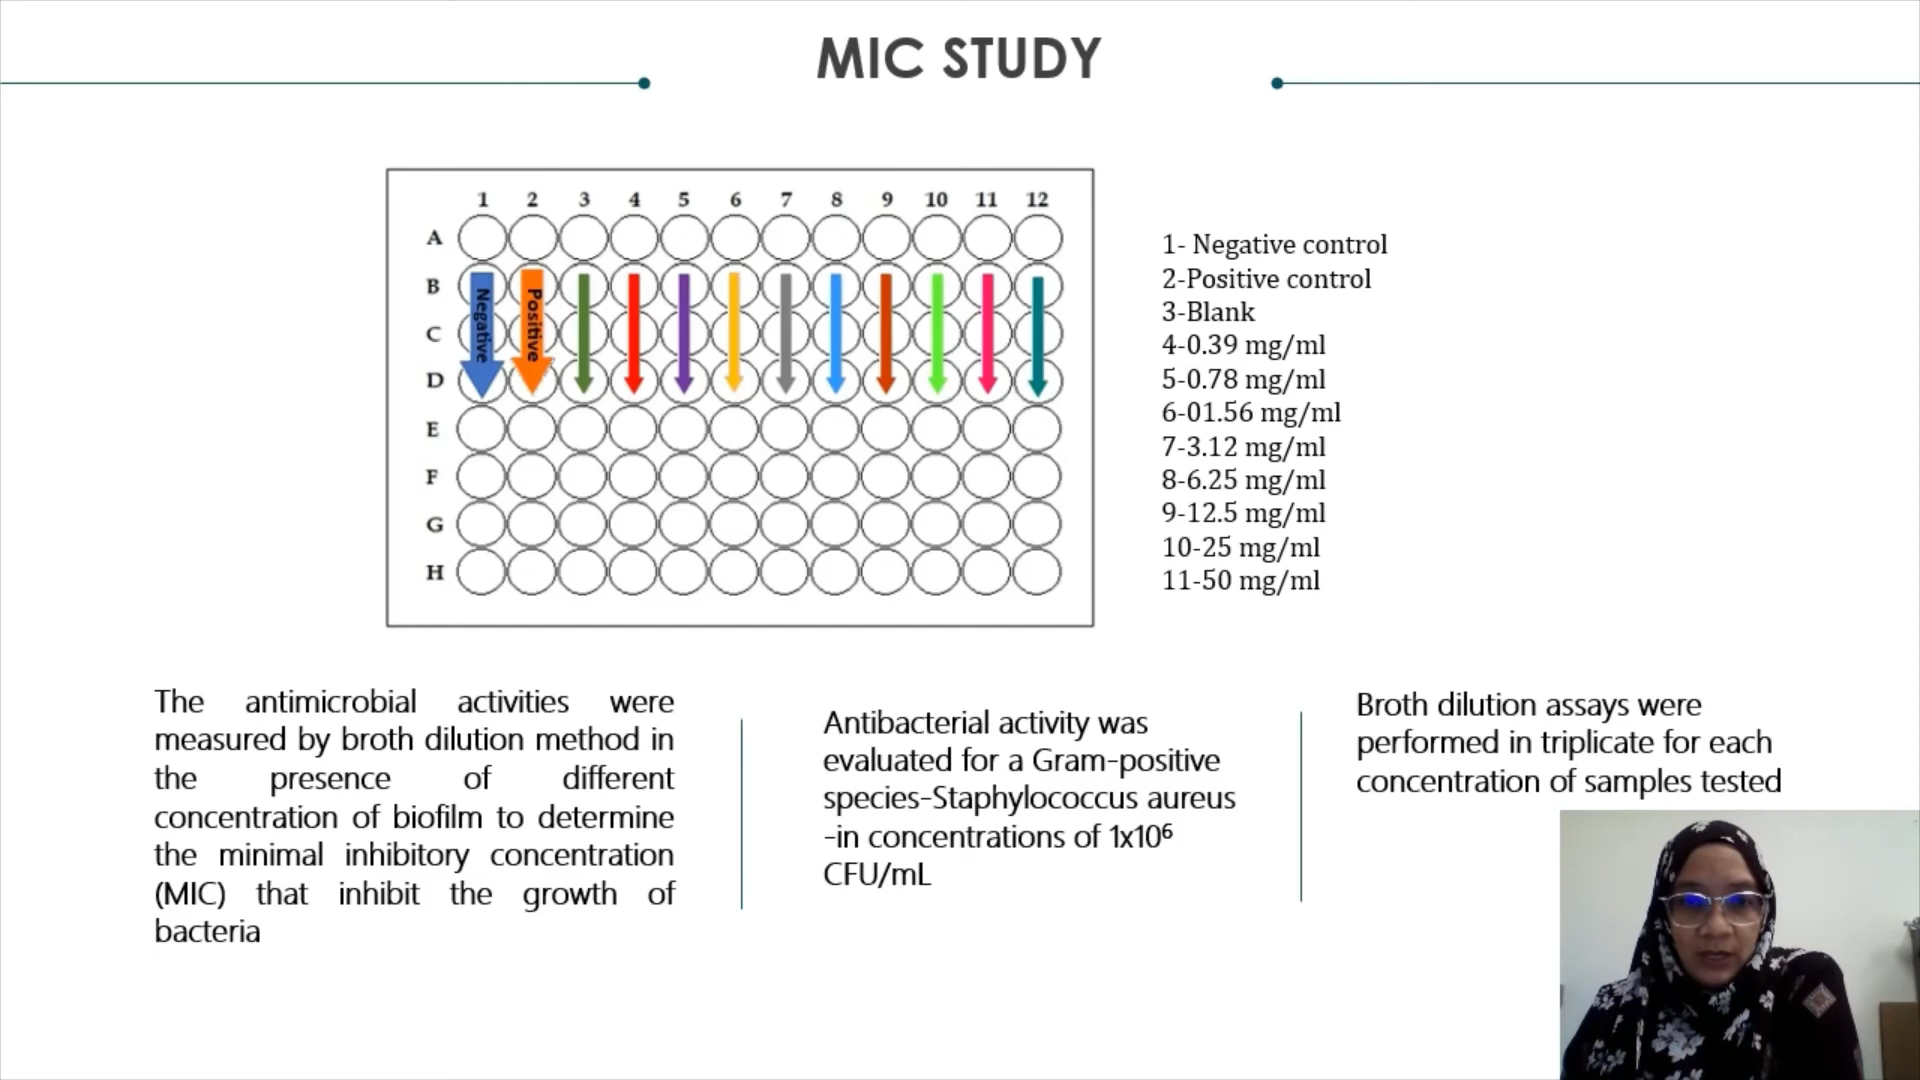 MIC STUDY
1 2 3 4 5 6 7 8 9 10 11 12
A
B
C
D
E
F
G
H
Negative
Positive
1- Negative control
2-Positive control
3-Blank
4-0.39 mg/ml
5-0.78 mg/ml
6-01.56 mg/ml
7-3.12 mg/ml
8-6.25 mg/ml
9-12.5 mg/ml
10-25 mg/ml
11-50 mg/ml
The antimicrobial activities were
measured by broth dilution method in
the presence of different
concentration of biofilm to determine
the minimal inhibitory concentration
(MIC) that inhibit the growth of
bacteria
Antibacterial activity was
evaluated for a Gram-positive
species-Staphylococcus aureus
-in concentrations of 1x10⁶
CFU/mL
Broth dilution assays were
performed in triplicate for each
concentration of samples tested